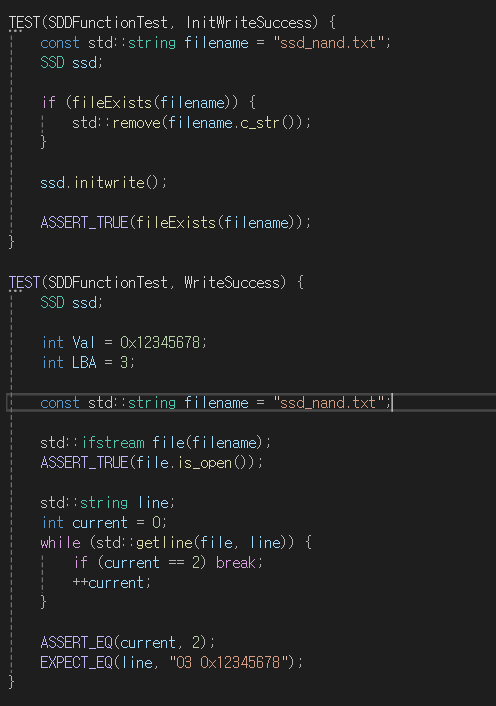 TEST(SDDFunctionTest, InitWriteSuccess) {
const std::string filename = "ssd_nand.txt";
SSD ssd;
if (fileExists(filename)) {
std::remove(filename.c_str());
}
ssd.initwrite();
ASSERT_TRUE(fileExists(filename));
}
TEST(SDDFunctionTest, WriteSuccess) {
SSD ssd;
int Val = 0x12345678;
int LBA = 3;
const std::string filename = "ssd_nand.txt";
std::ifstream file(filename);
ASSERT_TRUE(file.is_open());
std::string line;
int current = 0;
while (std::getline(file, line)) {
if (current == 2) break;
++current;
}
ASSERT_EQ(current, 2);
EXPECT_EQ(line, "03 0x12345678");
}